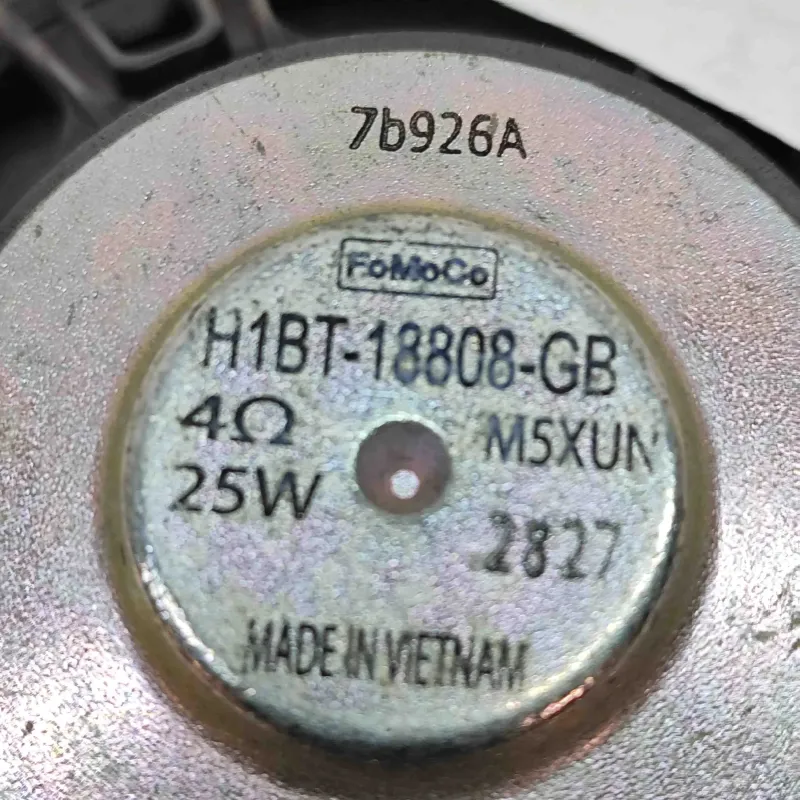 7b926A
FoMoCo
H1BT-18808-GB
4Ω M5XUN
25W 2827
MADE IN VIETNAM